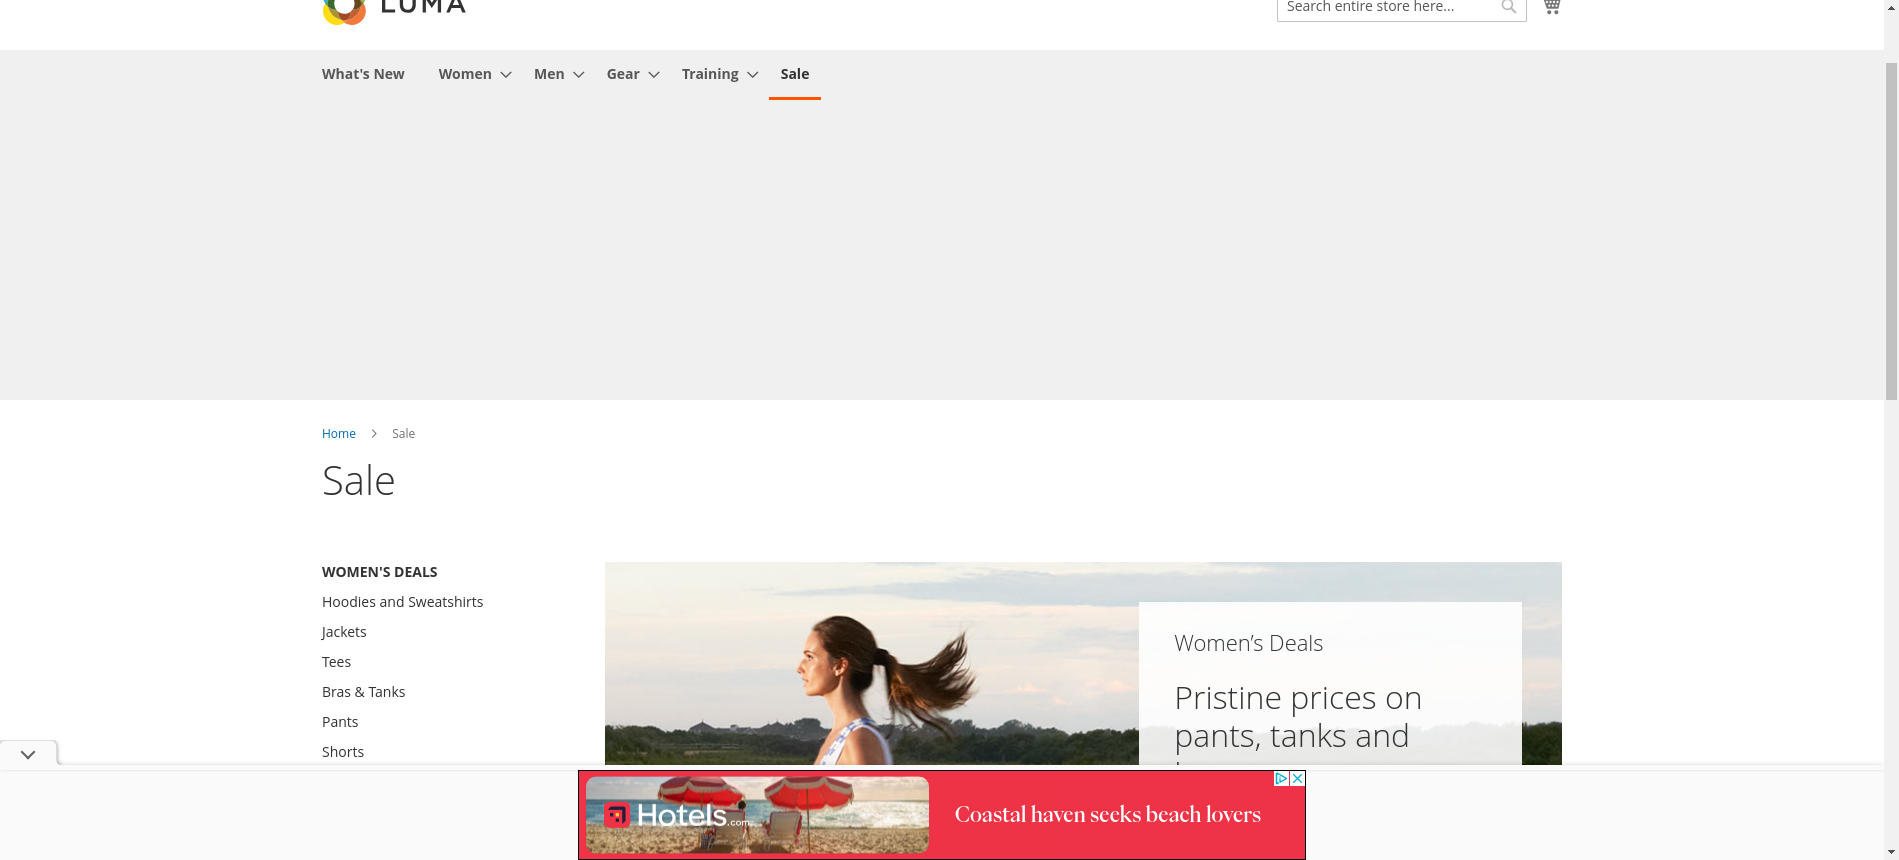 LUMA
Search entire store here...
What's New
Women
Men
Gear
Training
Sale
Home
Sale
Sale
WOMEN'S DEALS
Hoodies and Sweatshirts
Jackets
Tees
Bras & Tanks
Pants
Shorts
Women’s Deals
Pristine prices on
pants, tanks and
Hotels.com
Coastal haven seeks beach lovers